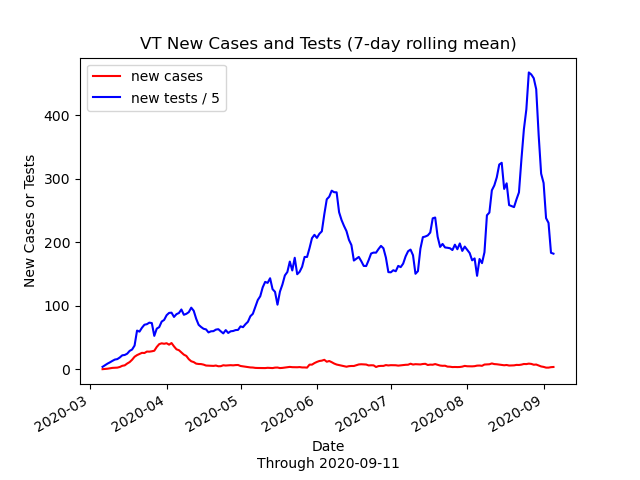 VT New Cases and Tests (7-day rolling mean)
new cases
new tests / 5
New Cases or Tests
400
300
200
100
0
2020-03
2020-04
2020-05
2020-06
2020-07
2020-08
2020-09
Date
Through 2020-09-11